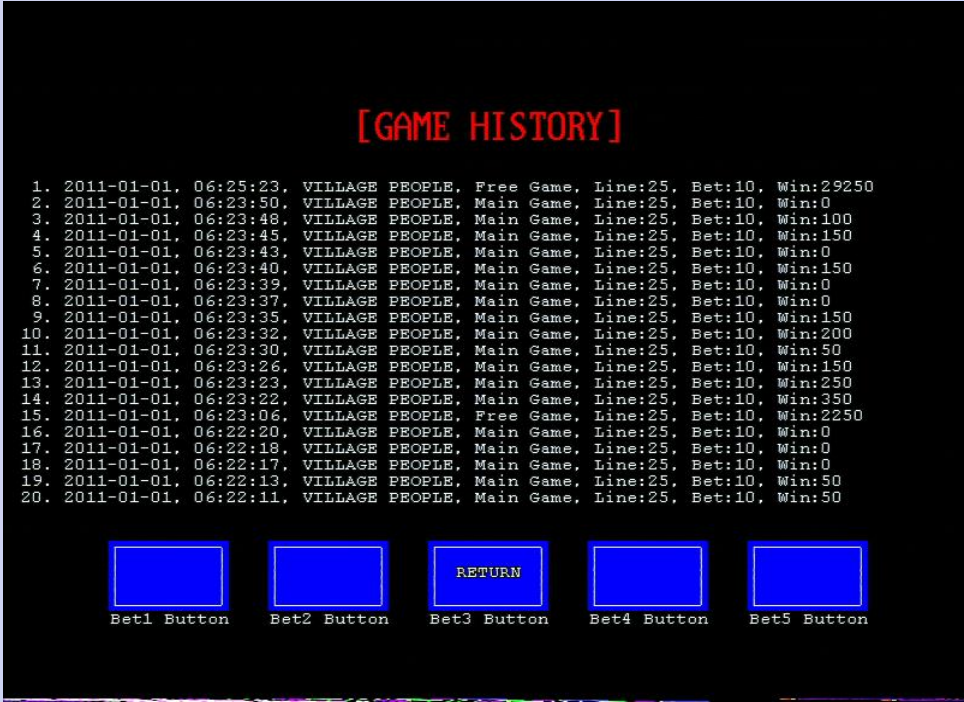 [GAME HISTORY]
1. 2011-01-01, 06:25:23, VILLAGE PEOPLE, Free Game, Line:25, Bet:10, Win:29250
2. 2011-01-01, 06:23:50, VILLAGE PEOPLE, Main Game, Line:25, Bet:10, Win:0
3. 2011-01-01, 06:23:48, VILLAGE PEOPLE, Main Game, Line:25, Bet:10, Win:100
4. 2011-01-01, 06:23:45, VILLAGE PEOPLE, Main Game, Line:25, Bet:10, Win:150
5. 2011-01-01, 06:23:43, VILLAGE PEOPLE, Main Game, Line:25, Bet:10, Win:0
6. 2011-01-01, 06:23:40, VILLAGE PEOPLE, Main Game, Line:25, Bet:10, Win:150
7. 2011-01-01, 06:23:39, VILLAGE PEOPLE, Main Game, Line:25, Bet:10, Win:0
8. 2011-01-01, 06:23:37, VILLAGE PEOPLE, Main Game, Line:25, Bet:10, Win:0
9. 2011-01-01, 06:23:35, VILLAGE PEOPLE, Main Game, Line:25, Bet:10, Win:150
10. 2011-01-01, 06:23:32, VILLAGE PEOPLE, Main Game, Line:25, Bet:10, Win:200
11. 2011-01-01, 06:23:30, VILLAGE PEOPLE, Main Game, Line:25, Bet:10, Win:50
12. 2011-01-01, 06:23:26, VILLAGE PEOPLE, Main Game, Line:25, Bet:10, Win:150
13. 2011-01-01, 06:23:23, VILLAGE PEOPLE, Main Game, Line:25, Bet:10, Win:250
14. 2011-01-01, 06:23:22, VILLAGE PEOPLE, Main Game, Line:25, Bet:10, Win:350
15. 2011-01-01, 06:23:06, VILLAGE PEOPLE, Free Game, Line:25, Bet:10, Win:2250
16. 2011-01-01, 06:22:20, VILLAGE PEOPLE, Main Game, Line:25, Bet:10, Win:0
17. 2011-01-01, 06:22:18, VILLAGE PEOPLE, Main Game, Line:25, Bet:10, Win:0
18. 2011-01-01, 06:22:17, VILLAGE PEOPLE, Main Game, Line:25, Bet:10, Win:0
19. 2011-01-01, 06:22:13, VILLAGE PEOPLE, Main Game, Line:25, Bet:10, Win:50
20. 2011-01-01, 06:22:11, VILLAGE PEOPLE, Main Game, Line:25, Bet:10, Win:50
RETURN
Bet1 Button Bet2 Button Bet3 Button Bet4 Button Bet5 Button